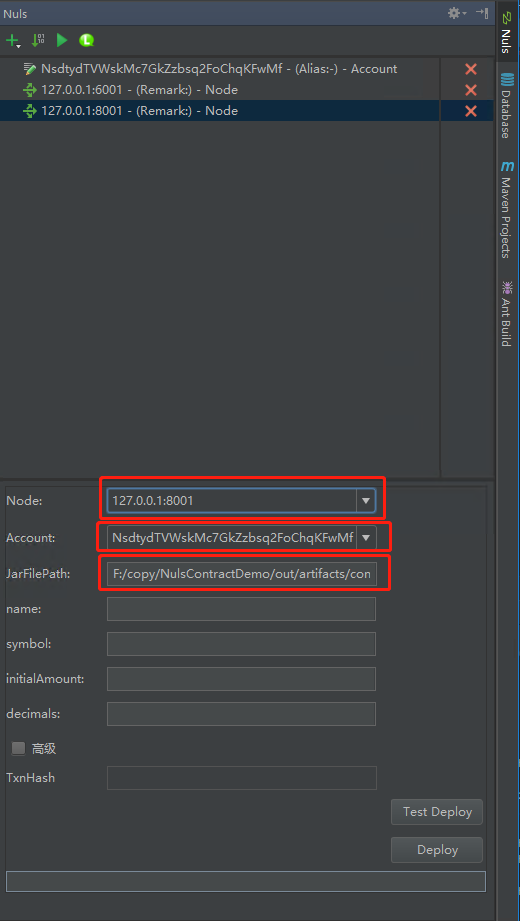 Nuls
NsdtydTVWskMc7GkZzbsq2FoChqKFwMf - (Alias:-) - Account
127.0.0.1:6001 - (Remark:) - Node
127.0.0.1:8001 - (Remark:) - Node
Node:
127.0.0.1:8001
Account:
NsdtydTVWskMc7GkZzbsq2FoChqKFwMf
JarFilePath:
F:/copy/NulsContractDemo/out/artifacts/con
name:
symbol:
initialAmount:
decimals:
高级
TxnHash
Test Deploy
Deploy
Nuls
Database
Maven Projects
Ant Build